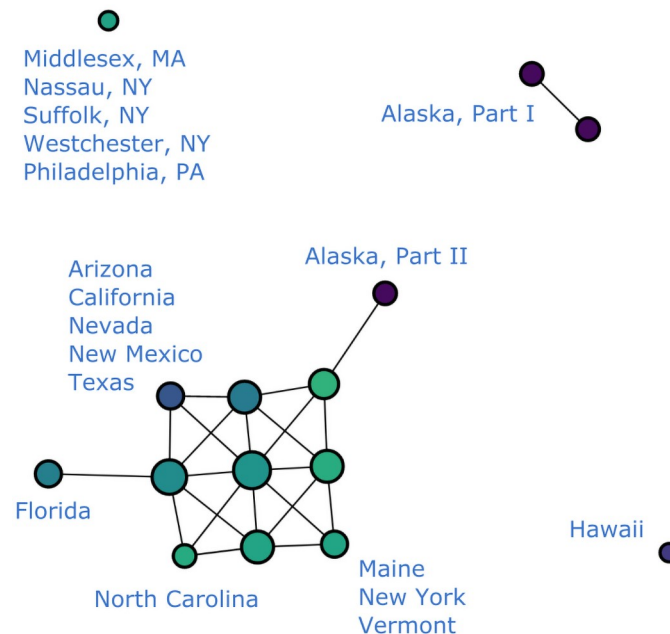 Middlesex, MA
Nassau, NY
Suffolk, NY
Westchester, NY
Philadelphia, PA
Alaska, Part I
Alaska, Part II
Arizona
California
Nevada
New Mexico
Texas
Florida
Hawaii
North Carolina
Maine
New York
Vermont